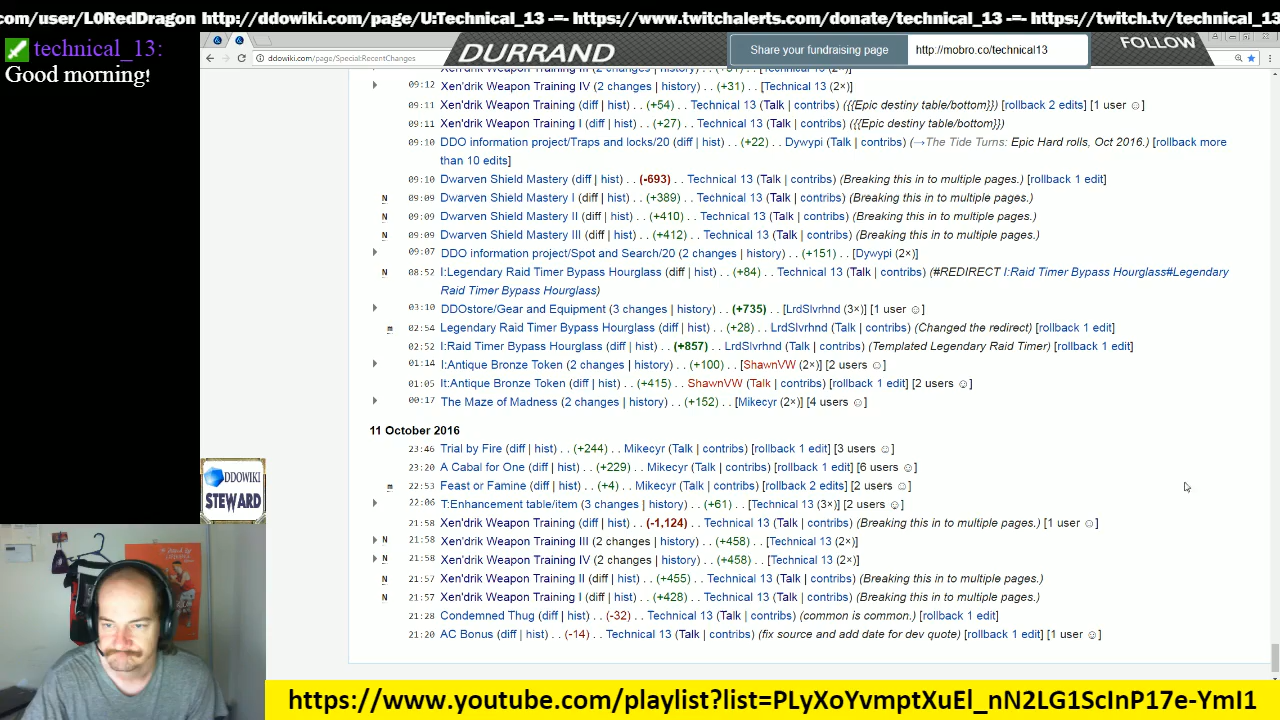 com/user/L0RedDragon http://ddowiki.com/page/U:Technical_13 -=- https://www.twitchalerts.com/donate/technical_13 -=- https://twitch.tv/technical_13
technical_13:
Good morning!
ddowiki.com/page/Special:RecentChanges
DURRAND
Share your fundraising page http://mobro.co/technical13
FOLLOW
09:12 Xen'drik Weapon Training IV (2 changes | history) . . (+31) . . [Technical 13 (2×)]
09:11 Xen'drik Weapon Training (diff | hist) . . (+54) . . Technical 13 (Talk | contribs) ({{Epic destiny table/bottom}}) [rollback 2 edits] [1 user ☺]
09:11 Xen'drik Weapon Training I (diff | hist) . . (+27) . . Technical 13 (Talk | contribs) ({{Epic destiny table/bottom}})
09:10 DDO information project/Traps and locks/20 (diff | hist) . . (+22) . . Dywypi (Talk | contribs) (→The Tide Turns: Epic Hard rolls, Oct 2016.) [rollback more
than 10 edits]
09:10 Dwarven Shield Mastery (diff | hist) . . (-693) . . Technical 13 (Talk | contribs) (Breaking this in to multiple pages.) [rollback 1 edit]
N 09:09 Dwarven Shield Mastery I (diff | hist) . . (+389) . . Technical 13 (Talk | contribs) (Breaking this in to multiple pages.)
N 09:09 Dwarven Shield Mastery II (diff | hist) . . (+410) . . Technical 13 (Talk | contribs) (Breaking this in to multiple pages.)
N 09:09 Dwarven Shield Mastery III (diff | hist) . . (+412) . . Technical 13 (Talk | contribs) (Breaking this in to multiple pages.)
09:07 DDO information project/Spot and Search/20 (2 changes | history) . . (+151) . . [Dywypi (2×)]
N 08:52 I:Legendary Raid Timer Bypass Hourglass (diff | hist) . . (+84) . . Technical 13 (Talk | contribs) (#REDIRECT I:Raid Timer Bypass Hourglass#Legendary
Raid Timer Bypass Hourglass)
03:10 DDOstore/Gear and Equipment (3 changes | history) . . (+735) . . [LrdSlvrhnd (3×)] [1 user ☺]
m 02:54 Legendary Raid Timer Bypass Hourglass (diff | hist) . . (+28) . . LrdSlvrhnd (Talk | contribs) (Changed the redirect) [rollback 1 edit]
02:52 I:Raid Timer Bypass Hourglass (diff | hist) . . (+857) . . LrdSlvrhnd (Talk | contribs) (Templated Legendary Raid Timer) [rollback 1 edit]
01:14 I:Antique Bronze Token (2 changes | history) . . (+100) . . [ShawnVW (2×)] [2 users ☺]
01:05 It:Antique Bronze Token (diff | hist) . . (+415) . . ShawnVW (Talk | contribs) [rollback 1 edit] [2 users ☺]
00:17 The Maze of Madness (2 changes | history) . . (+152) . . [Mikecyr (2×)] [4 users ☺]
11 October 2016
23:46 Trial by Fire (diff | hist) . . (+244) . . Mikecyr (Talk | contribs) [rollback 1 edit] [3 users ☺]
23:20 A Cabal for One (diff | hist) . . (+229) . . Mikecyr (Talk | contribs) [rollback 1 edit] [6 users ☺]
m 22:53 Feast or Famine (diff | hist) . . (+4) . . Mikecyr (Talk | contribs) [rollback 2 edits] [2 users ☺]
22:06 T:Enhancement table/item (3 changes | history) . . (+61) . . [Technical 13 (3×)] [2 users ☺]
21:58 Xen'drik Weapon Training (diff | hist) . . (-1,124) . . Technical 13 (Talk | contribs) (Breaking this in to multiple pages.) [1 user ☺]
N 21:58 Xen'drik Weapon Training III (2 changes | history) . . (+458) . . [Technical 13 (2×)]
N 21:58 Xen'drik Weapon Training IV (2 changes | history) . . (+458) . . [Technical 13 (2×)]
N 21:57 Xen'drik Weapon Training II (diff | hist) . . (+455) . . Technical 13 (Talk | contribs) (Breaking this in to multiple pages.)
N 21:57 Xen'drik Weapon Training I (diff | hist) . . (+428) . . Technical 13 (Talk | contribs) (Breaking this in to multiple pages.)
21:28 Condemned Thug (diff | hist) . . (-32) . . Technical 13 (Talk | contribs) (common is common.) [rollback 1 edit]
21:20 AC Bonus (diff | hist) . . (-14) . . Technical 13 (Talk | contribs) (fix source and add date for dev quote) [rollback 1 edit] [1 user ☺]
DDOWIKI
STEWARD
https://www.youtube.com/playlist?list=PLyXoYvmptXuEl_nN2LG1ScInP17e-YmI1